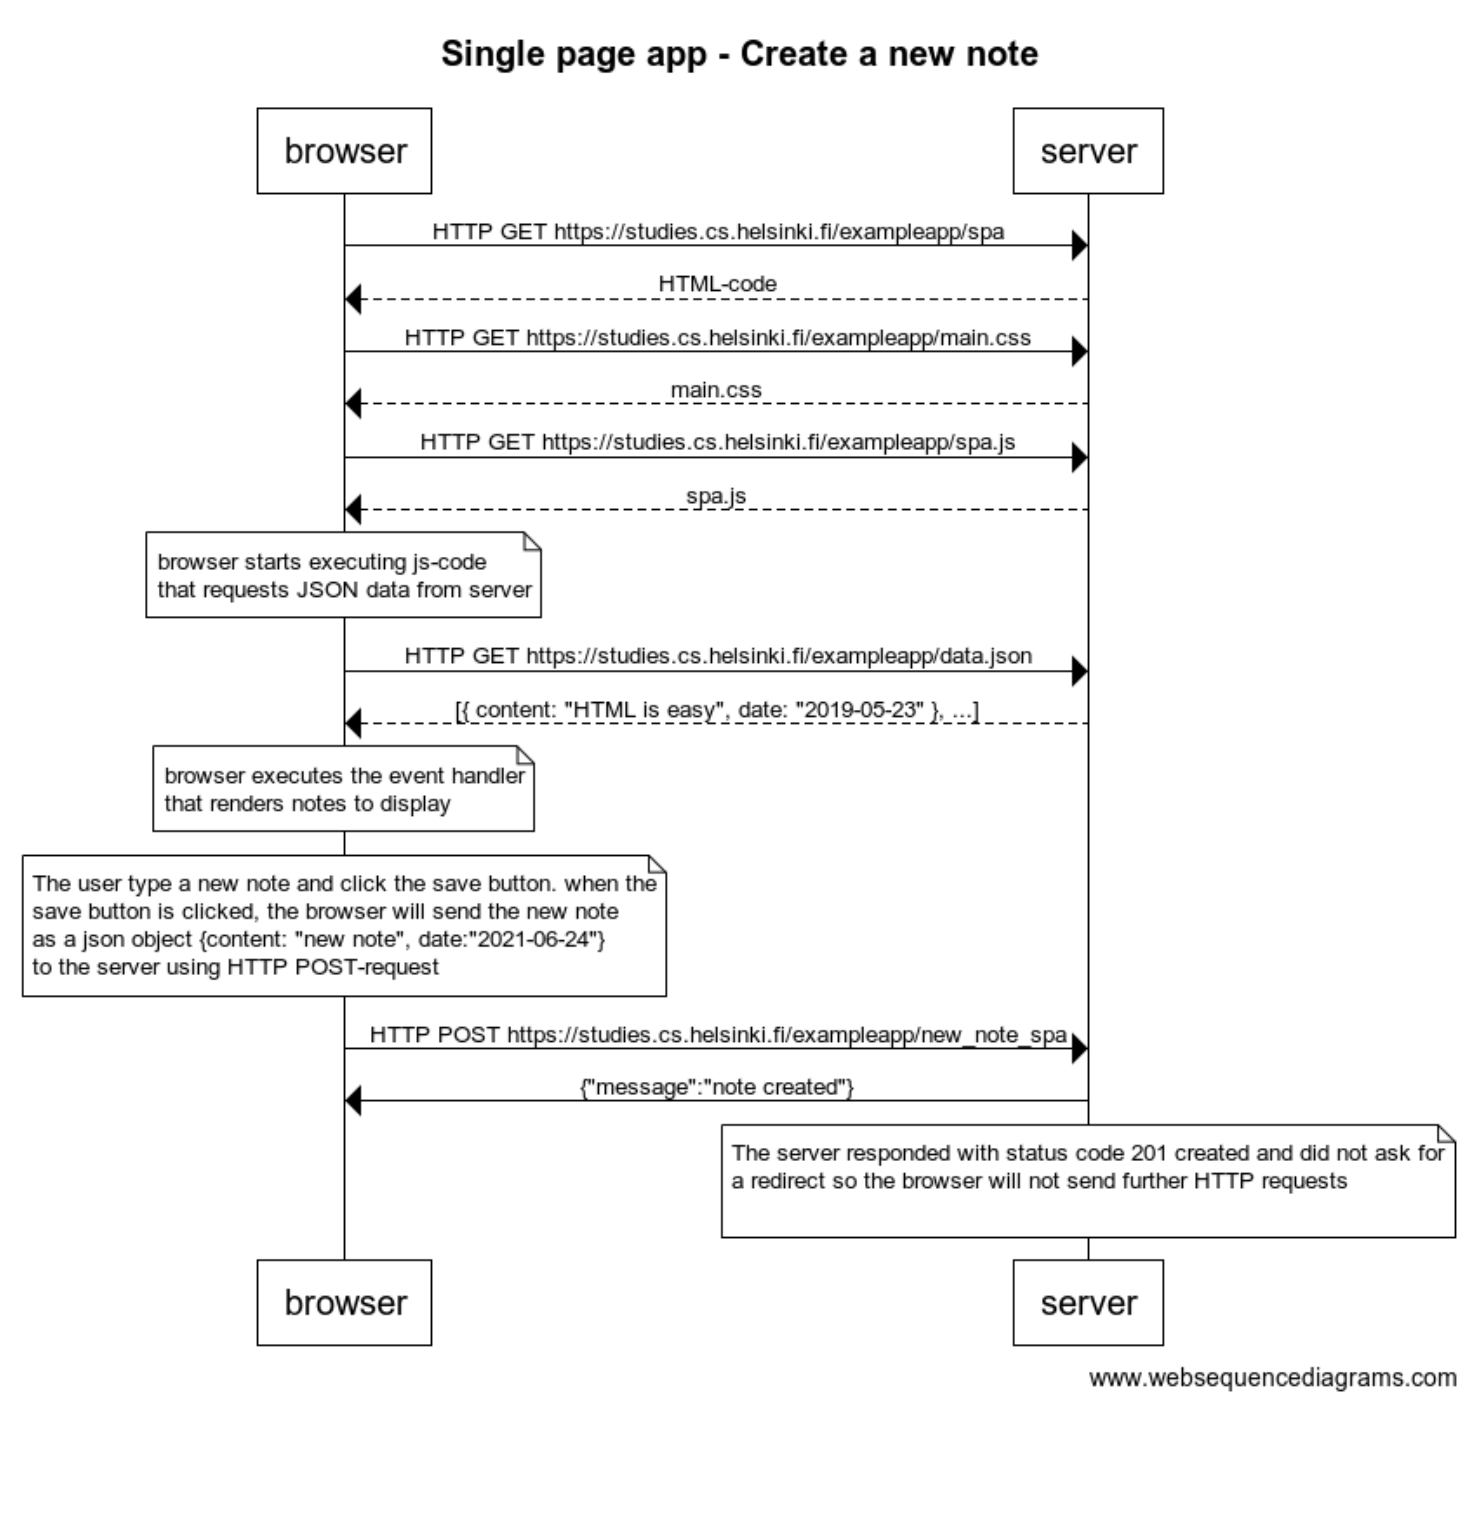 Single page app - Create a new note
browser
server
HTTP GET https://studies.cs.helsinki.fi/exampleapp/spa
HTML-code
HTTP GET https://studies.cs.helsinki.fi/exampleapp/main.css
main.css
HTTP GET https://studies.cs.helsinki.fi/exampleapp/spa.js
spa.js
browser starts executing js-code
that requests JSON data from server
HTTP GET https://studies.cs.helsinki.fi/exampleapp/data.json
[{ content: "HTML is easy", date: "2019-05-23" }, ...]
browser executes the event handler
that renders notes to display
The user type a new note and click the save button. when the
save button is clicked, the browser will send the new note
as a json object {content: "new note", date:"2021-06-24"}
to the server using HTTP POST-request
HTTP POST https://studies.cs.helsinki.fi/exampleapp/new_note_spa
{"message":"note created"}
The server responded with status code 201 created and did not ask for
a redirect so the browser will not send further HTTP requests
browser
server
www.websequencediagrams.com